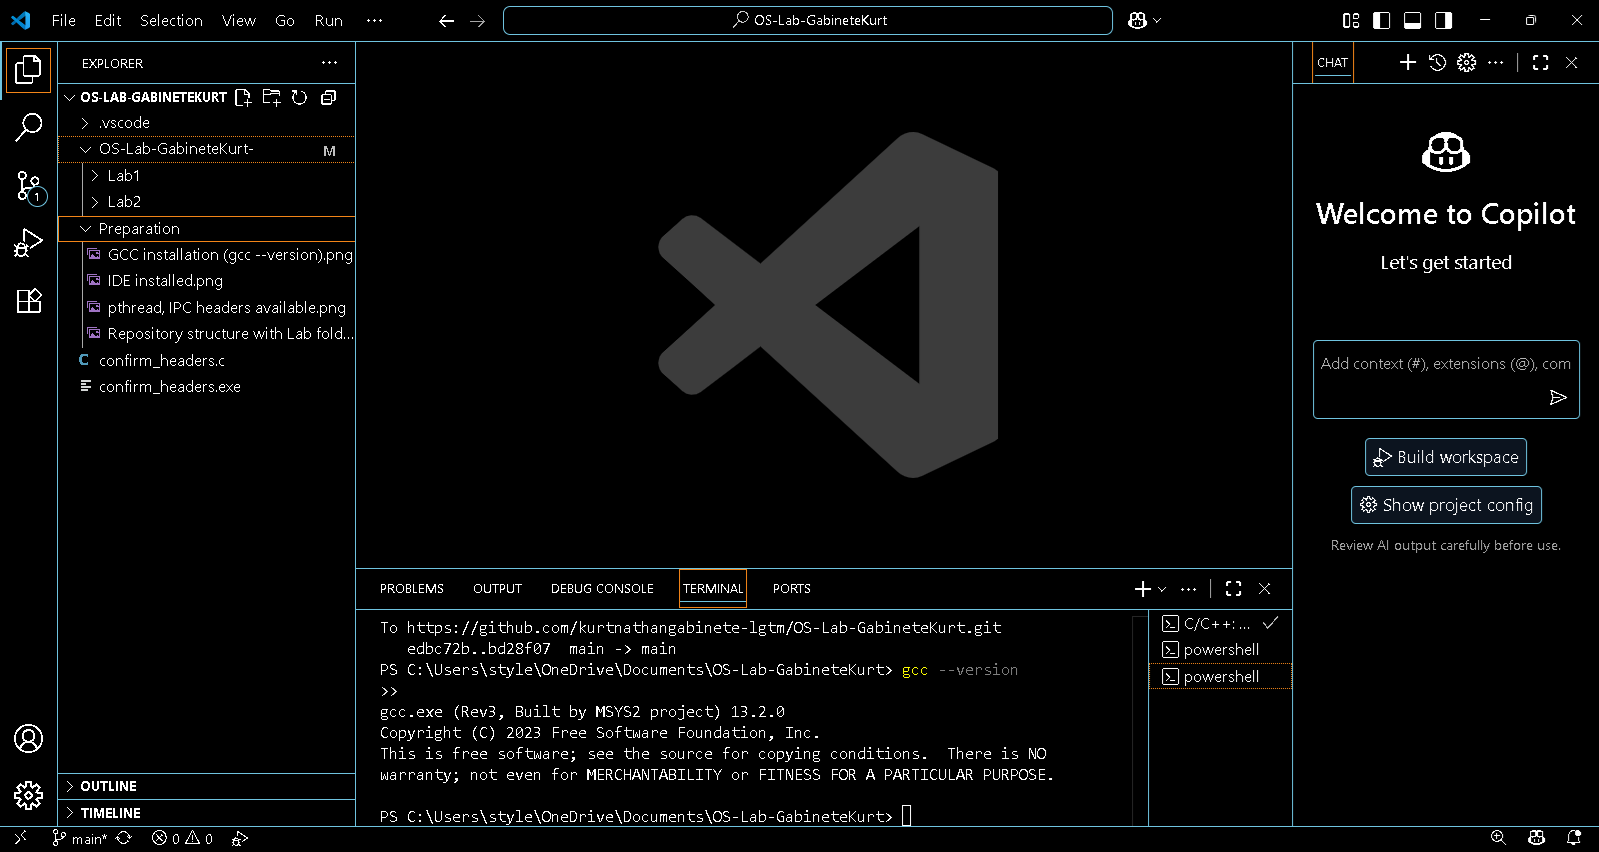 File Edit Selection View Go Run ···
OS-Lab-GabineteKurt
EXPLORER
OS-LAB-GABINETEKURT
.vscode
OS-Lab-GabineteKurt-
M
Lab1
Lab2
1
Preparation
GCC installation (gcc --version).png
IDE installed.png
pthread, IPC headers available.png
Repository structure with Lab fold...
C confirm_headers.c
confirm_headers.exe
OUTLINE
TIMELINE
PROBLEMS OUTPUT DEBUG CONSOLE TERMINAL PORTS
To https://github.com/kurtnathangabinete-lgtm/OS-Lab-GabineteKurt.git
edbc72b..bd28f07 main -> main
PS C:\Users\style\OneDrive\Documents\OS-Lab-GabineteKurt> gcc --version
>>
gcc.exe (Rev3, Built by MSYS2 project) 13.2.0
Copyright (C) 2023 Free Software Foundation, Inc.
This is free software; see the source for copying conditions. There is NO
warranty; not even for MERCHANTABILITY or FITNESS FOR A PARTICULAR PURPOSE.
PS C:\Users\style\OneDrive\Documents\OS-Lab-GabineteKurt>
C/C++: ...
powershell
powershell
CHAT
Welcome to Copilot
Let's get started
Add context (#), extensions (@), com
Build workspace
Show project config
Review AI output carefully before use.
main* 0 0